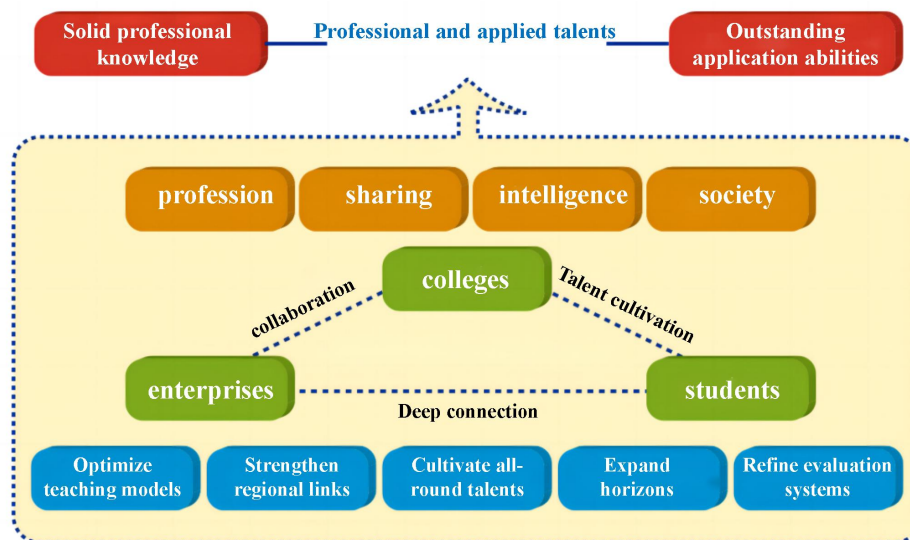 Solid professional
knowledge
Professional and applied talents
Outstanding
application abilities
profession
sharing
intelligence
society
colleges
collaboration
Talent cultivation
enterprises
students
Deep connection
Optimize
teaching models
Strengthen
regional links
Cultivate all-
round talents
Expand
horizons
Refine evaluation
systems